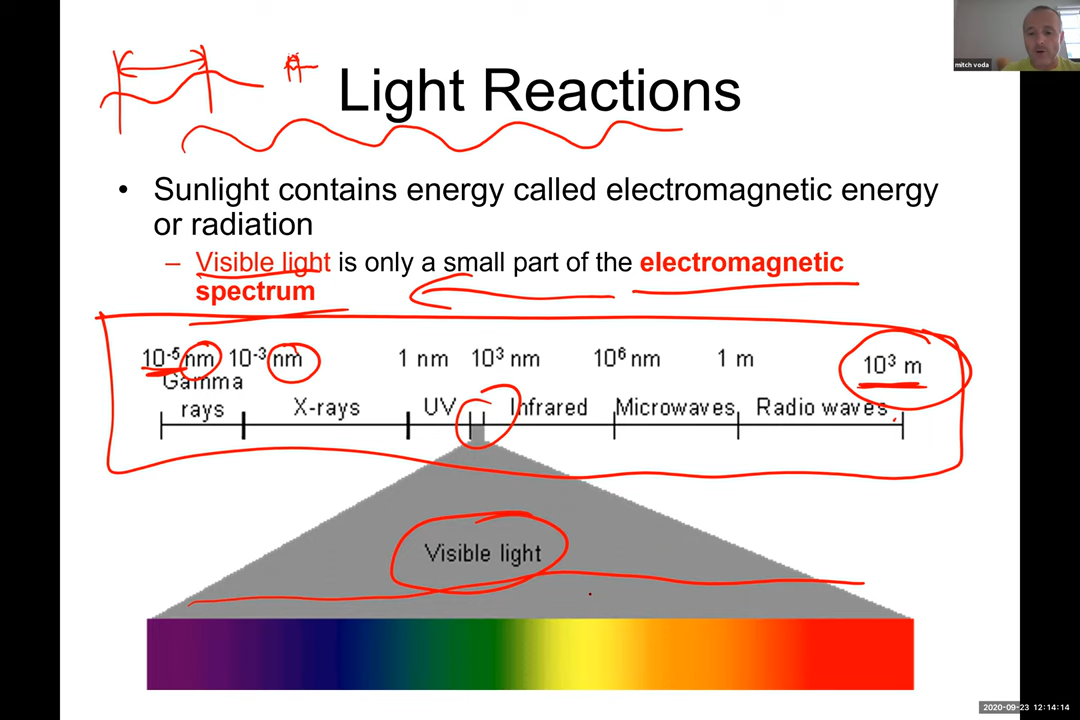 mitch voda
Light Reactions
• Sunlight contains energy called electromagnetic energy
or radiation
– Visible light is only a small part of the electromagnetic
spectrum
10-5 nm 10-3 nm 1 nm 103 nm 106 nm 1 m 103 m
Gamma
rays X-rays UV Infrared Microwaves Radio waves
Visible light
2020-09-23 12:14:14